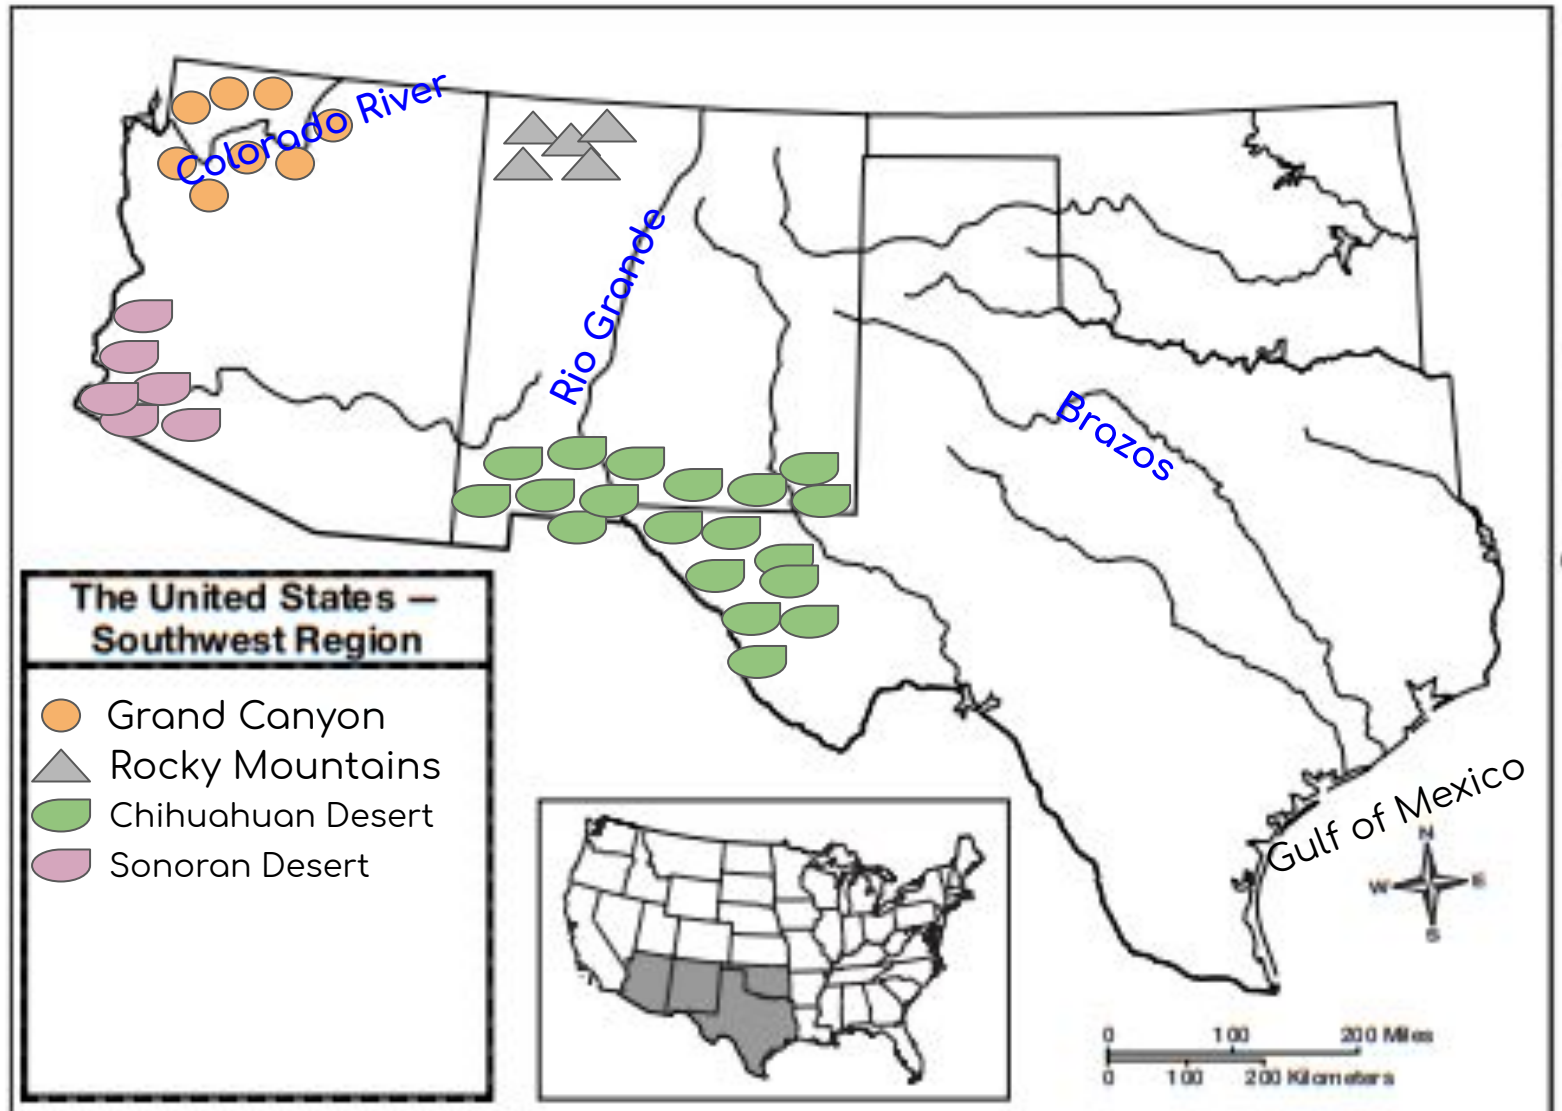 Colorado River
Rio Grande
Brazos
The United States —
Southwest Region
Grand Canyon
Rocky Mountains
Chihuahuan Desert
Sonoran Desert
Gulf of Mexico
N
W E
S
0 100 200 Miles
0 100 200 Kilometers